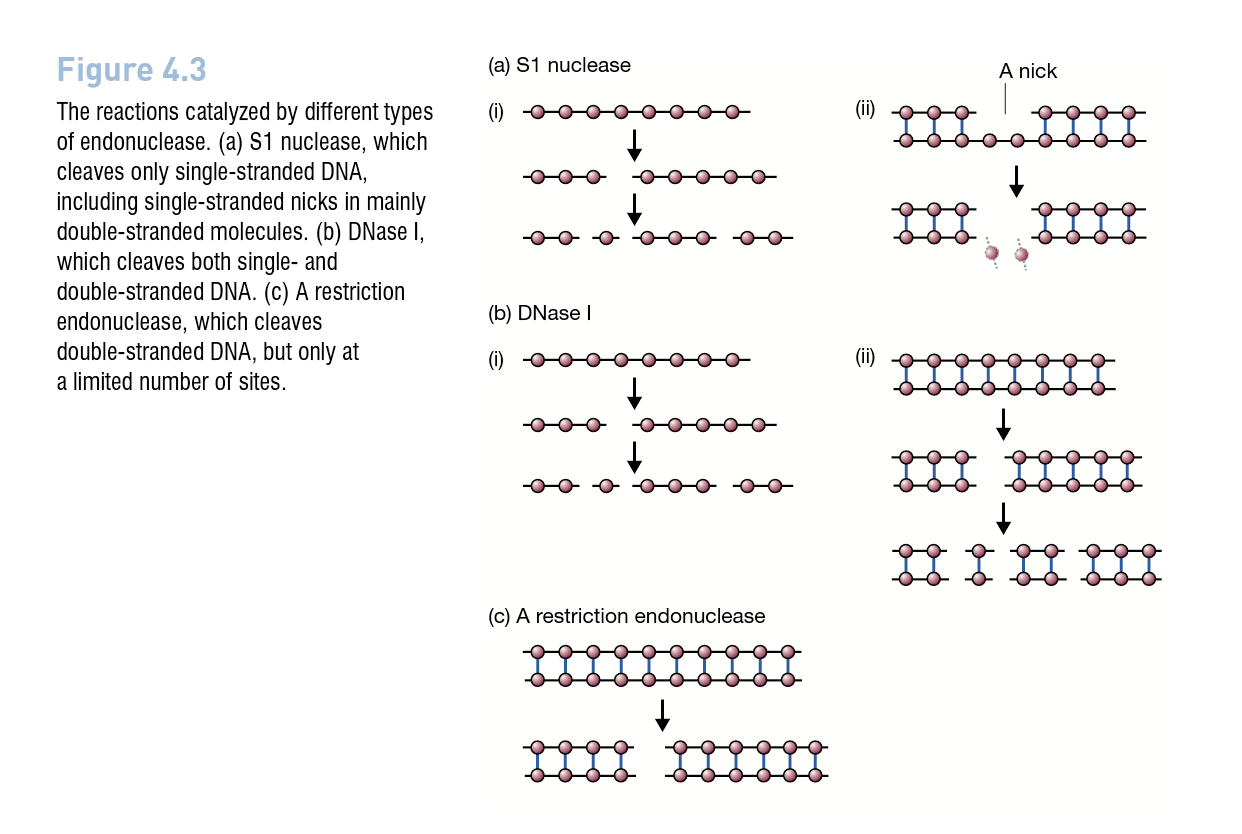 Figure 4.3
The reactions catalyzed by different types
of endonuclease. (a) S1 nuclease, which
cleaves only single-stranded DNA,
including single-stranded nicks in mainly
double-stranded molecules. (b) DNase I,
which cleaves both single- and
double-stranded DNA. (c) A restriction
endonuclease, which cleaves
double-stranded DNA, but only at
a limited number of sites.
(a) S1 nuclease
(i)
A nick
(ii)
(b) DNase I
(i)
(ii)
(c) A restriction endonuclease